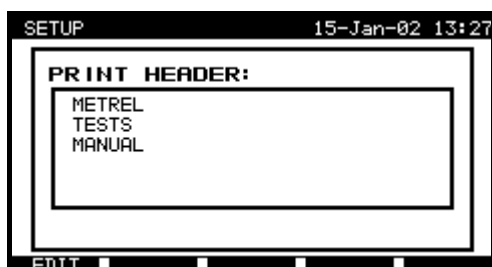 SETUP 15-Jan-02 13:27
PRINT HEADER:
METREL
TESTS
MANUAL
EDIT